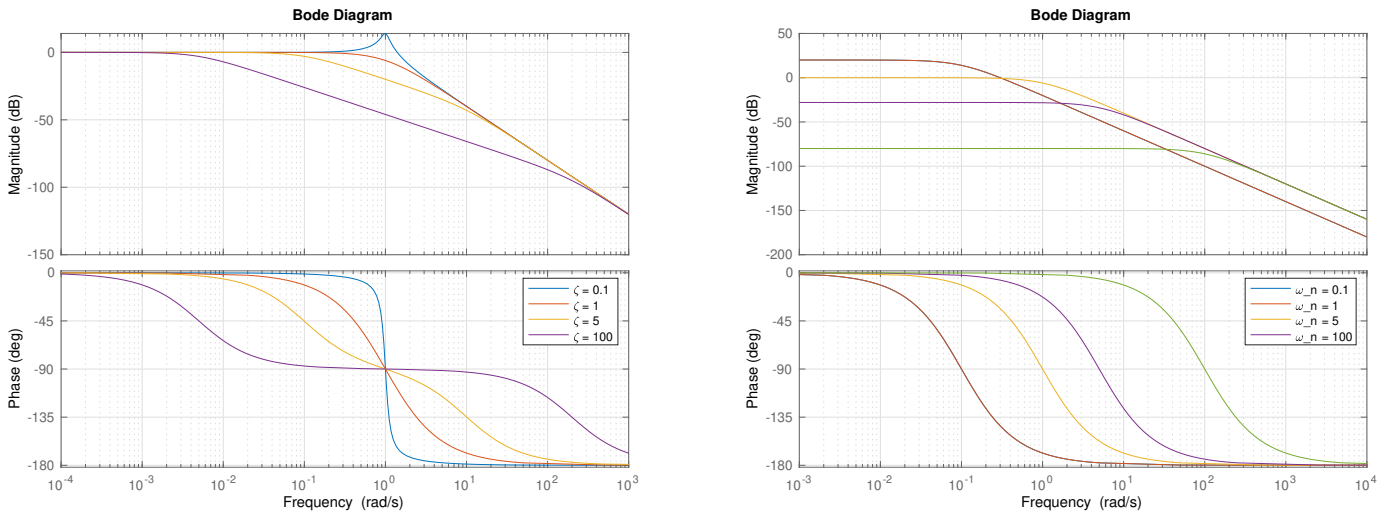 Bode Diagram
Magnitude (dB)
0
-50
-100
-150
Phase (deg)
0
-45
-90
-135
-180
ζ = 0.1
ζ = 1
ζ = 5
ζ = 100
10^-4 10^-3 10^-2 10^-1 10^0 10^1 10^2 10^3
Frequency (rad/s)
Bode Diagram
Magnitude (dB)
50
0
-50
-100
-150
-200
Phase (deg)
0
-45
-90
-135
-180
ω_n = 0.1
ω_n = 1
ω_n = 5
ω_n = 100
10^-3 10^-2 10^-1 10^0 10^1 10^2 10^3 10^4
Frequency (rad/s)